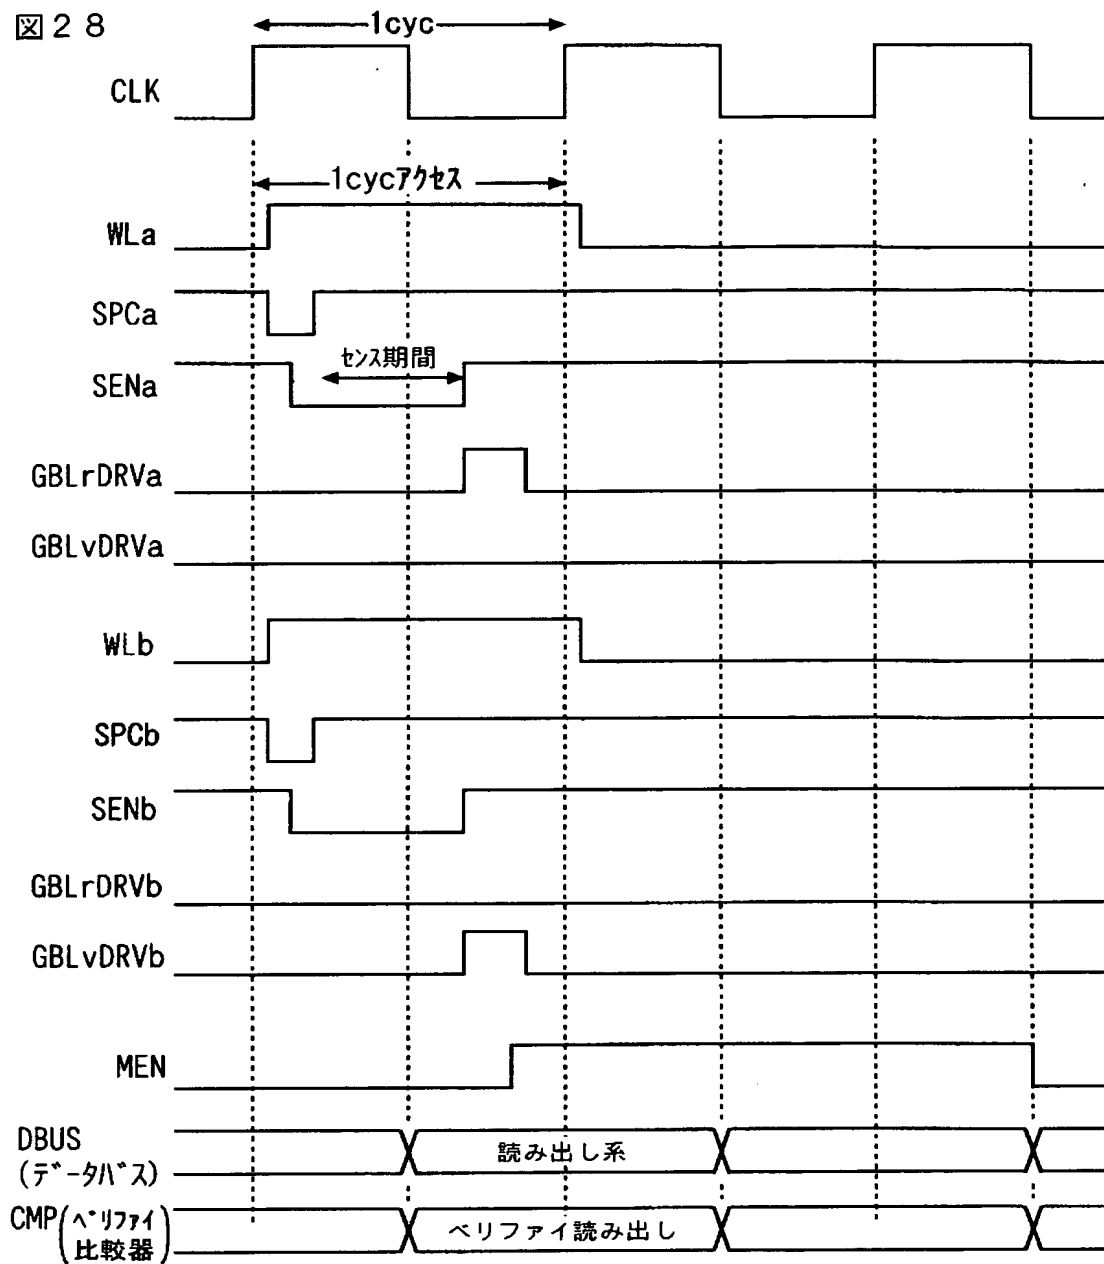 図２８
1cyc
CLK
1cycｱｸｾｽ
WLa
SPCa
ｾﾝｽ期間
SENa
GBLrDRVa
GBLvDRVa
WLb
SPCb
SENb
GBLrDRVb
GBLvDRVb
MEN
DBUS
(ﾃﾞｰﾀﾊﾞｽ)
読み出し系
CMP(ﾍﾞﾘﾌｧｲ
比較器)
ベリファイ読み出し